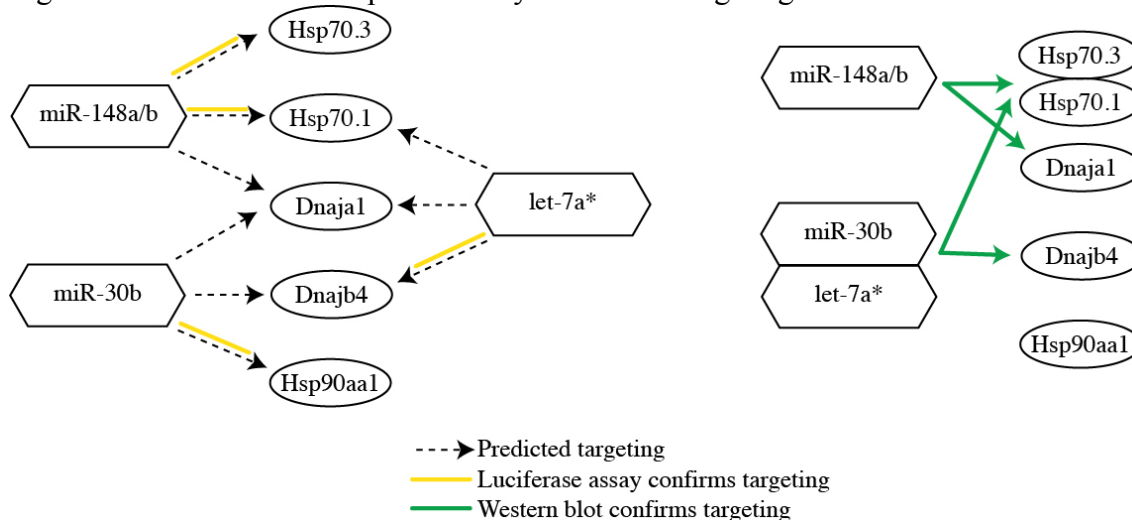 Hsp70.3
miR-148a/b
Hsp70.1
Dnaja1
let-7a*
miR-30b
Dnajb4
Hsp90aa1
miR-148a/b
Hsp70.3
Hsp70.1
Dnaja1
miR-30b
let-7a*
Dnajb4
Hsp90aa1
Predicted targeting
Luciferase assay confirms targeting
Western blot confirms targeting